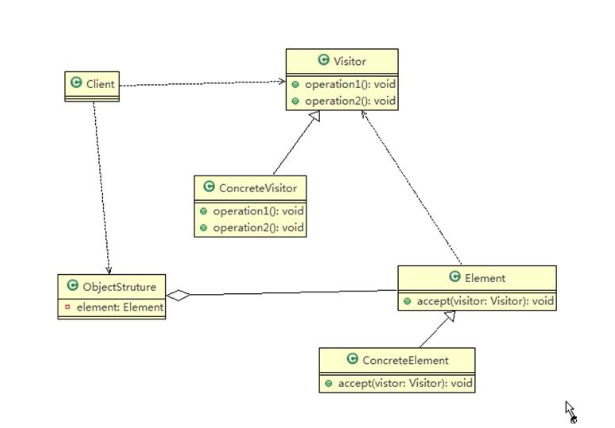 Visitor
operation1(): void
operation2(): void
Client
ConcreteVisitor
operation1(): void
operation2(): void
ObjectStruture
element: Element
Element
accept(visitor: Visitor): void
ConcreteElement
accept(vistor: Visitor): void